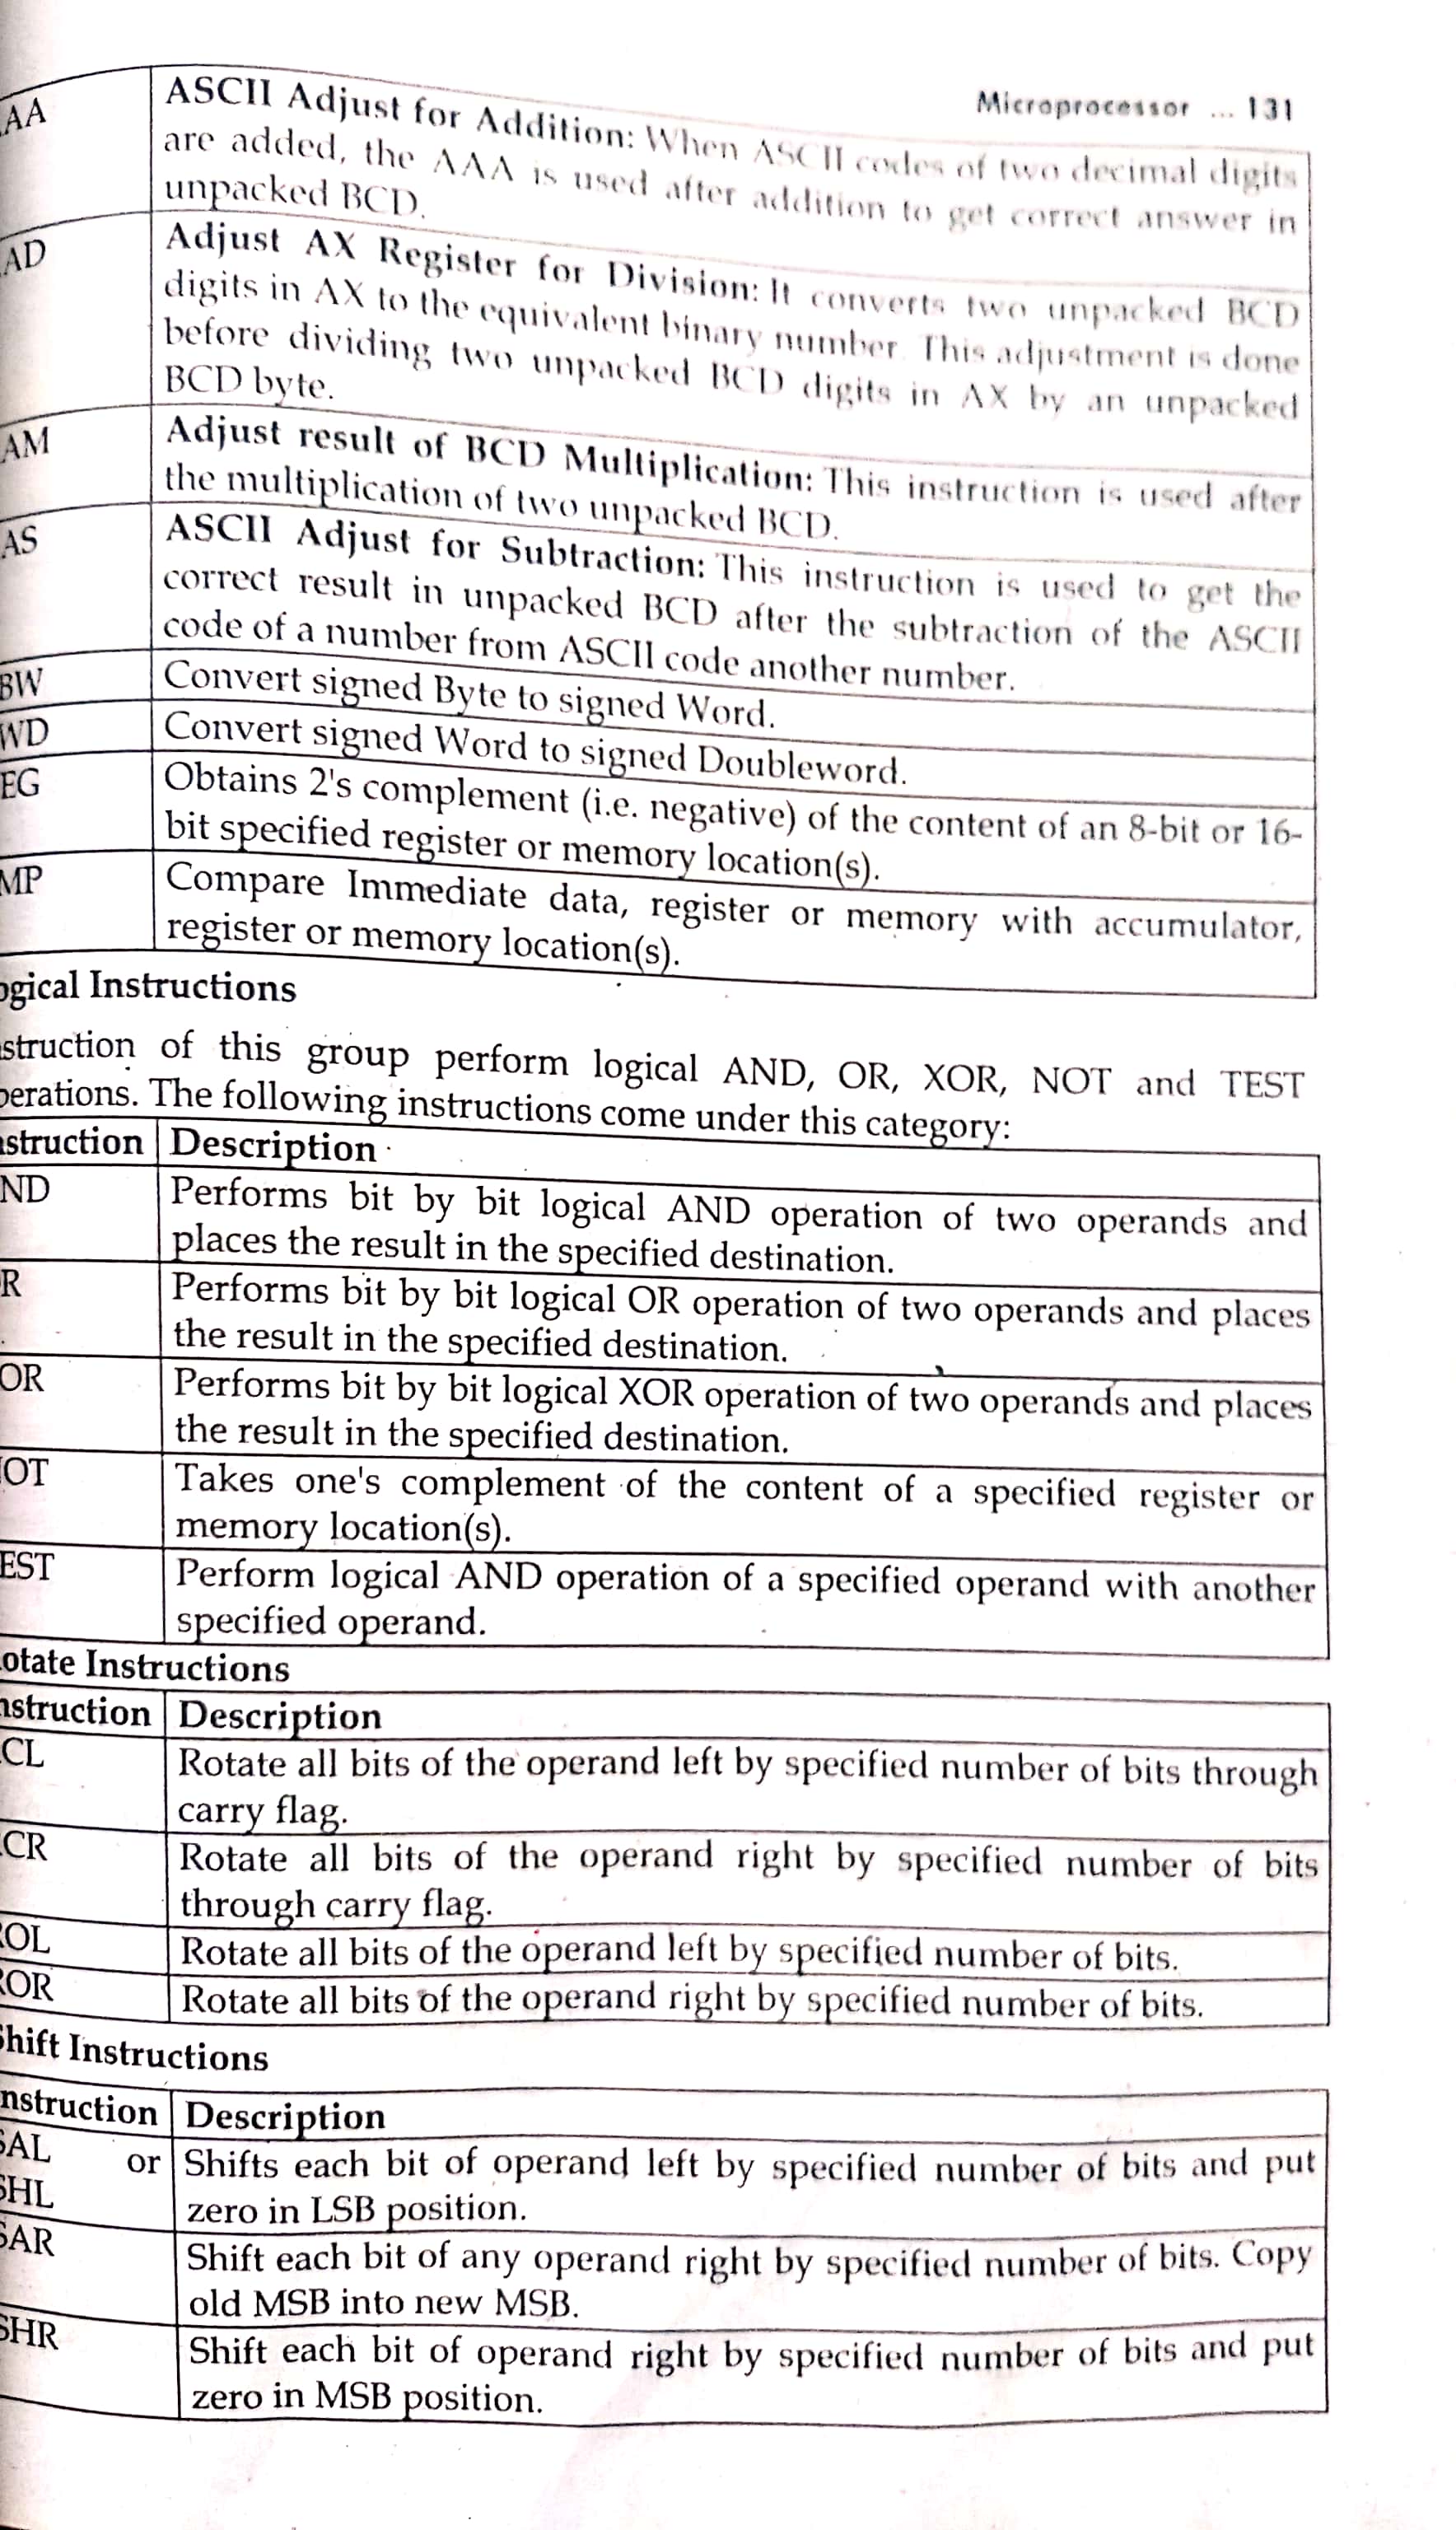 Microprocessor ... 131
AA
ASCII Adjust for Addition: When ASCII codes of two decimal digits
are added, the AAA is used after addition to get correct answer in
unpacked BCD.
AD
Adjust AX Register for Division: It converts two unpacked BCD
digits in AX to the equivalent binary number. This adjustment is done
before dividing two unpacked BCD digits in AX by an unpacked
BCD byte.
AM
Adjust result of BCD Multiplication: This instruction is used after
the multiplication of two unpacked BCD.
AS
ASCII Adjust for Subtraction: This instruction is used to get the
correct result in unpacked BCD after the subtraction of the ASCII
code of a number from ASCII code another number.
BW
Convert signed Byte to signed Word.
WD
Convert signed Word to signed Doubleword.
EG
Obtains 2's complement (i.e. negative) of the content of an 8-bit or 16-
bit specified register or memory location(s).
MP
Compare Immediate data, register or memory with accumulator,
register or memory location(s).
ogical Instructions
struction of this group perform logical AND, OR, XOR, NOT and TEST
perations. The following instructions come under this category:
struction Description
ND
Performs bit by bit logical AND operation of two operands and
places the result in the specified destination.
R
Performs bit by bit logical OR operation of two operands and places
the result in the specified destination.
OR
Performs bit by bit logical XOR operation of two operands and places
the result in the specified destination.
OT
Takes one's complement of the content of a specified register or
memory location(s).
EST
Perform logical AND operation of a specified operand with another
specified operand.
otate Instructions
nstruction Description
CL
Rotate all bits of the operand left by specified number of bits through
carry flag.
CR
Rotate all bits of the operand right by specified number of bits
through carry flag.
OL
Rotate all bits of the operand left by specified number of bits.
ROR
Rotate all bits of the operand right by specified number of bits.
Shift Instructions
nstruction Description
SAL or
SHL
Shifts each bit of operand left by specified number of bits and put
zero in LSB position.
SAR
Shift each bit of any operand right by specified number of bits. Copy
old MSB into new MSB.
SHR
Shift each bit of operand right by specified number of bits and put
zero in MSB position.